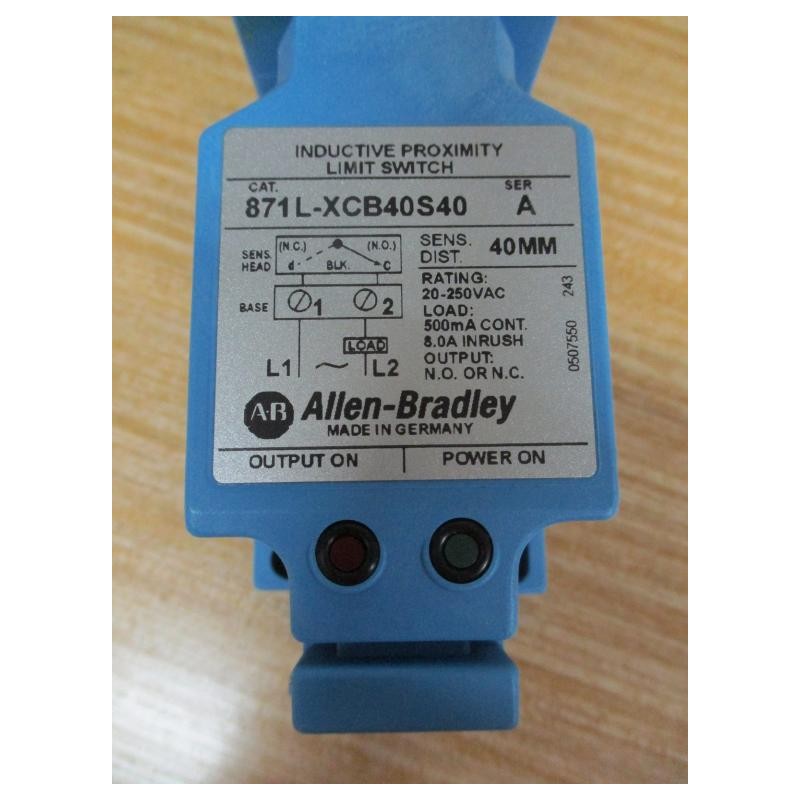 INDUCTIVE PROXIMITY
LIMIT SWITCH
CAT. SER
871L-XCB40S40 A
(N.C.) (N.O.)
SENS. HEAD
d BLK. C
SENS. DIST. 40MM
BASE 1 2
RATING:
20-250VAC
LOAD:
500mA CONT.
8.0A INRUSH
OUTPUT:
N.O. OR N.C.
LOAD
L1 ~ L2
0507550 243
A-B Allen-Bradley
MADE IN GERMANY
OUTPUT ON POWER ON